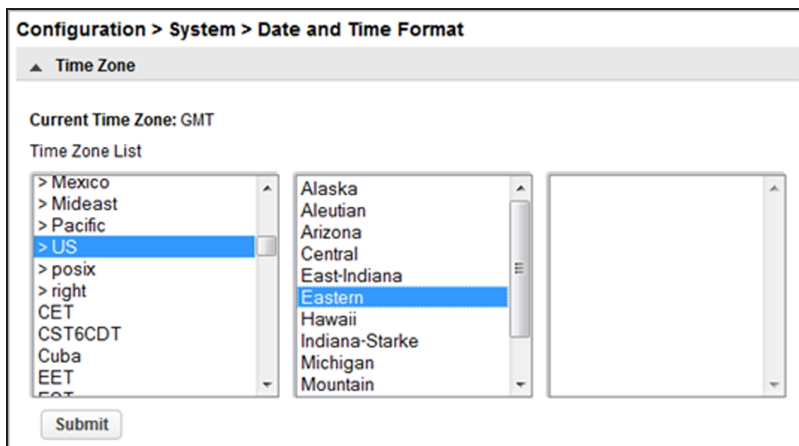 Configuration > System > Date and Time Format
Time Zone
Current Time Zone: GMT
Time Zone List
> Mexico
> Mideast
> Pacific
> US
> posix
> right
CET
CST6CDT
Cuba
EET
Alaska
Aleutian
Arizona
Central
East-Indiana
Eastern
Hawaii
Indiana-Starke
Michigan
Mountain
Submit